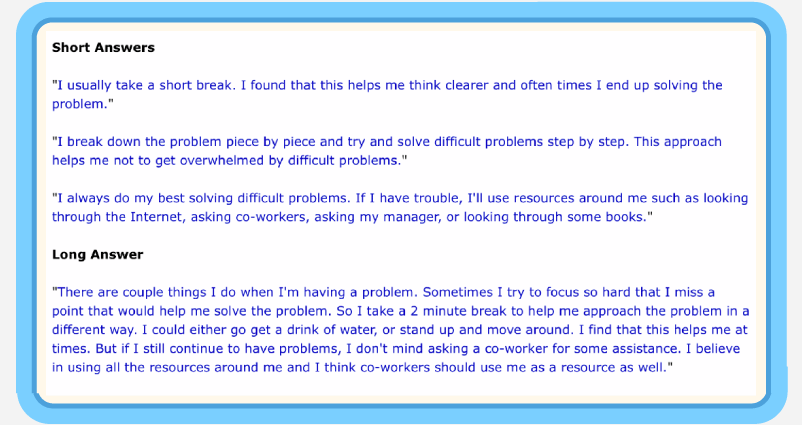 Short Answers
"I usually take a short break. I found that this helps me think clearer and often times I end up solving the
problem."
"I break down the problem piece by piece and try and solve difficult problems step by step. This approach
helps me not to get overwhelmed by difficult problems."
"I always do my best solving difficult problems. If I have trouble, I'll use resources around me such as looking
through the Internet, asking co-workers, asking my manager, or looking through some books."
Long Answer
"There are couple things I do when I'm having a problem. Sometimes I try to focus so hard that I miss a
point that would help me solve the problem. So I take a 2 minute break to help me approach the problem in a
different way. I could either go get a drink of water, or stand up and move around. I find that this helps me at
times. But if I still continue to have problems, I don't mind asking a co-worker for some assistance. I believe
in using all the resources around me and I think co-workers should use me as a resource as well."